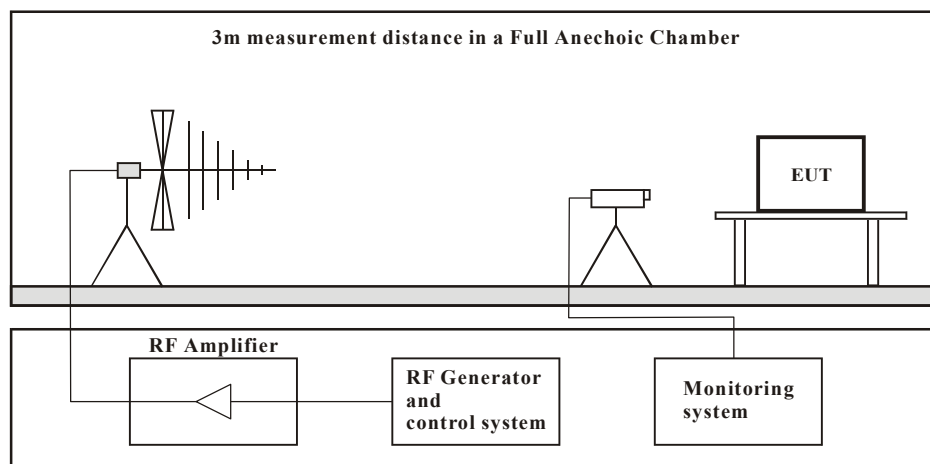 3m measurement distance in a Full Anechoic Chamber
EUT
RF Amplifier
RF Generator
and
control system
Monitoring
system